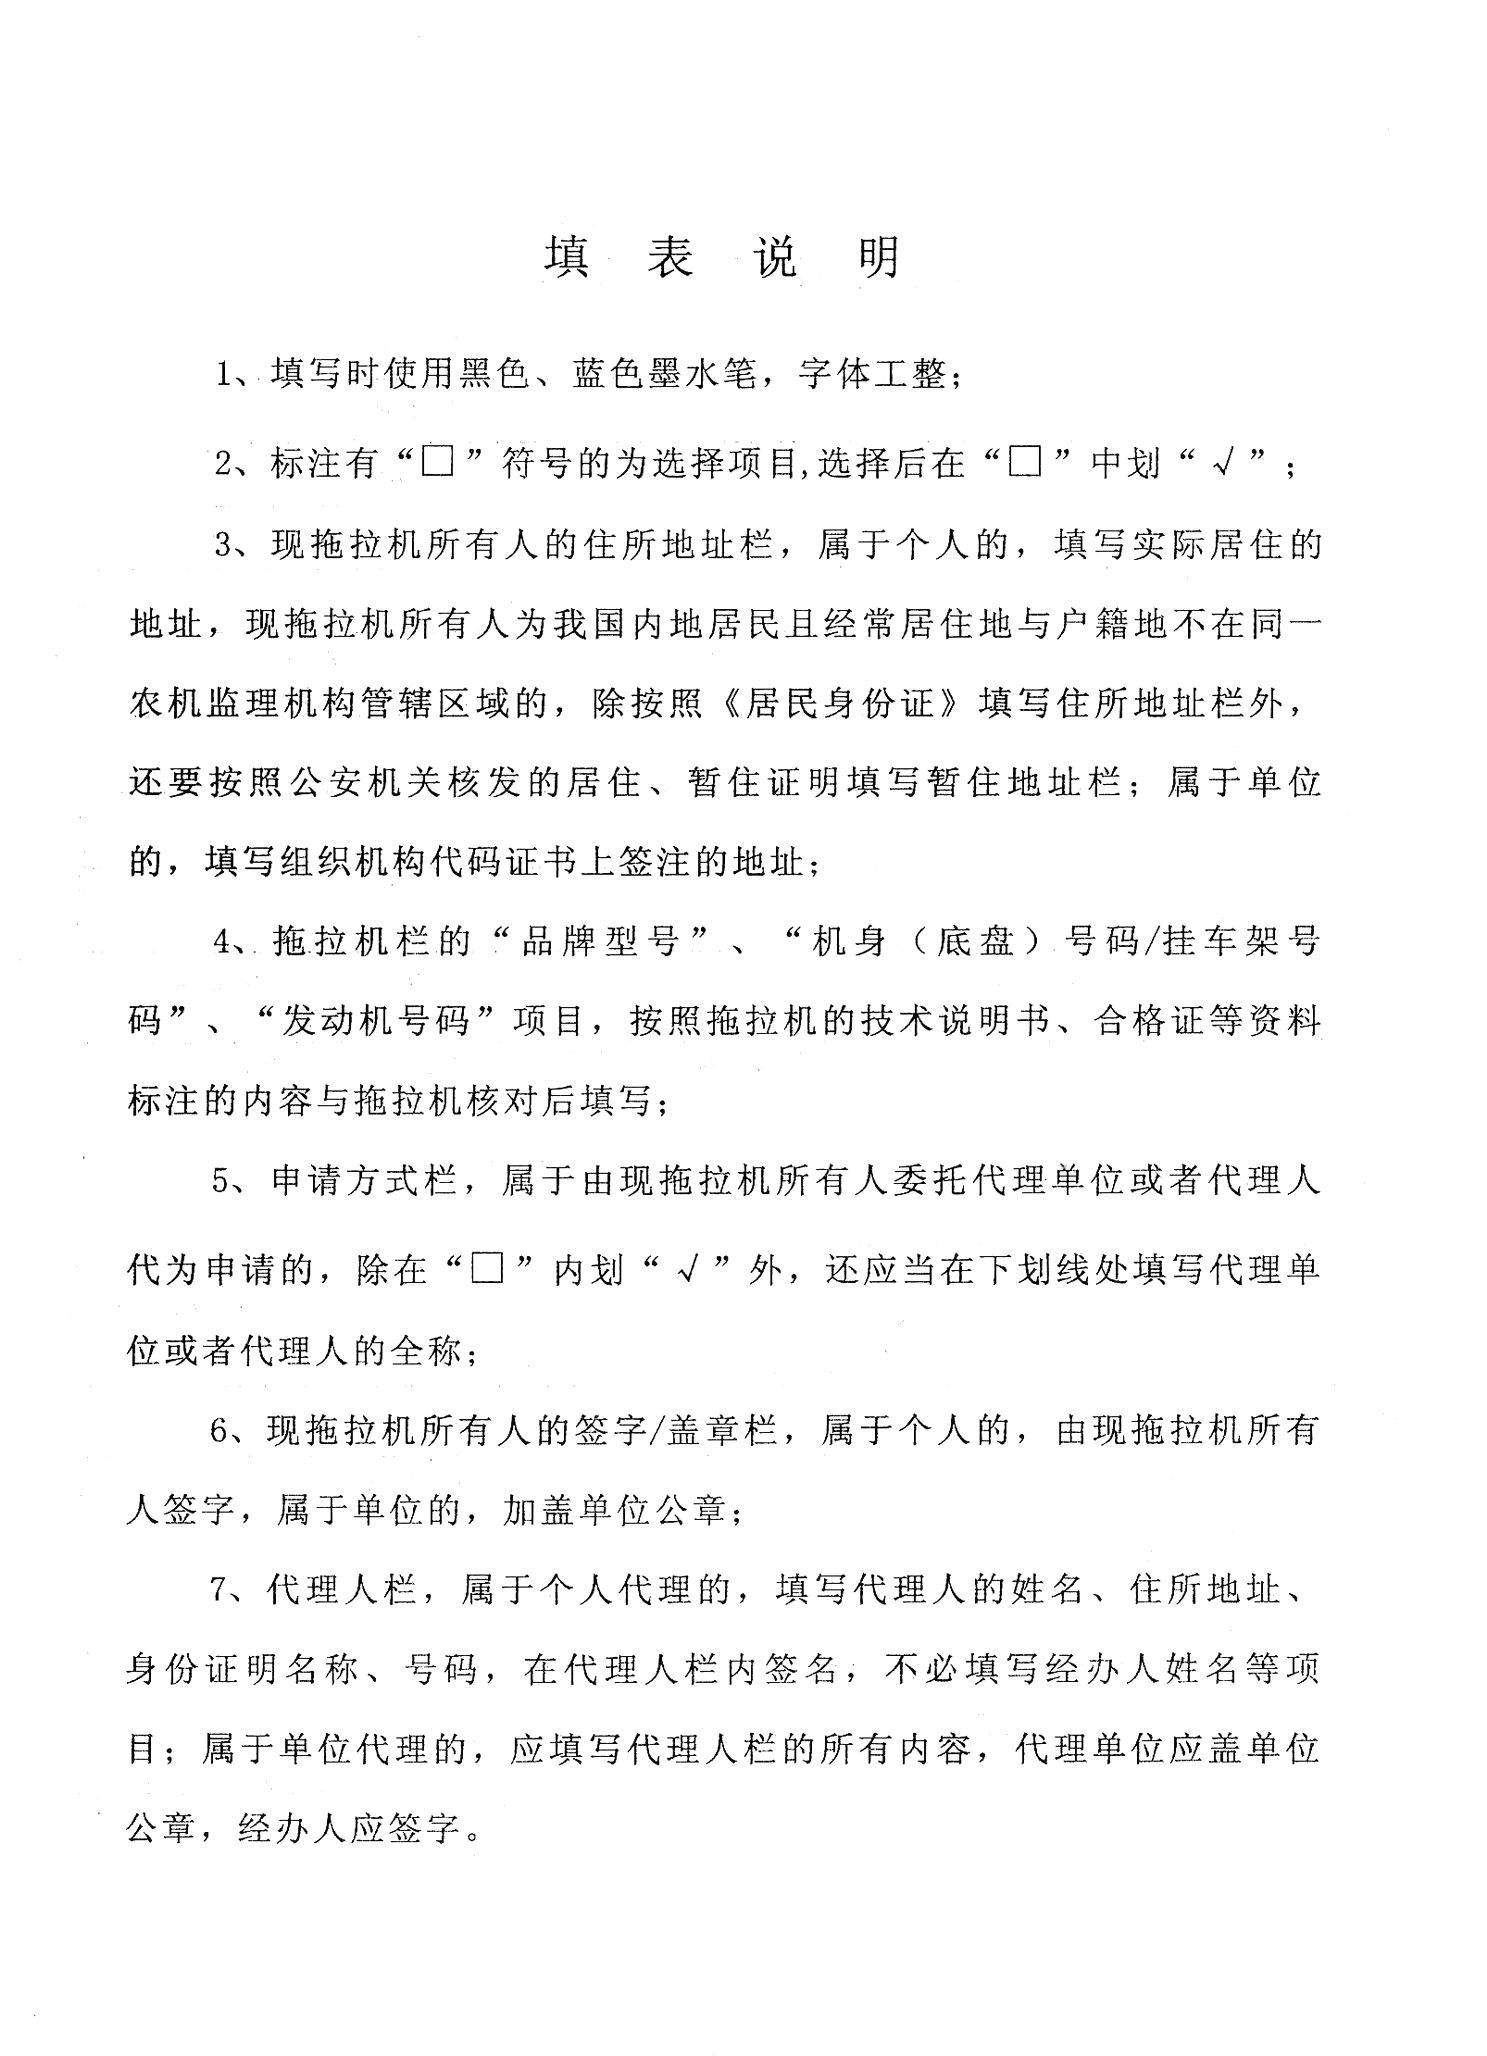 填 表 说 明
1、填写时使用黑色、蓝色墨水笔，字体工整；
2、标注有“□”符号的为选择项目,选择后在“□”中划“√”；
3、现拖拉机所有人的住所地址栏，属于个人的，填写实际居住的
地址，现拖拉机所有人为我国内地居民且经常居住地与户籍地不在同一
农机监理机构管辖区域的，除按照《居民身份证》填写住所地址栏外，
还要按照公安机关核发的居住、暂住证明填写暂住地址栏；属于单位
的，填写组织机构代码证书上签注的地址；
4、拖拉机栏的“品牌型号”、“机身（底盘）号码/挂车架号
码”、“发动机号码”项目，按照拖拉机的技术说明书、合格证等资料
标注的内容与拖拉机核对后填写；
5、申请方式栏，属于由现拖拉机所有人委托代理单位或者代理人
代为申请的，除在“□”内划“√”外，还应当在下划线处填写代理单
位或者代理人的全称；
6、现拖拉机所有人的签字/盖章栏，属于个人的，由现拖拉机所有
人签字，属于单位的，加盖单位公章；
7、代理人栏，属于个人代理的，填写代理人的姓名、住所地址、
身份证明名称、号码，在代理人栏内签名，不必填写经办人姓名等项
目；属于单位代理的，应填写代理人栏的所有内容，代理单位应盖单位
公章，经办人应签字。